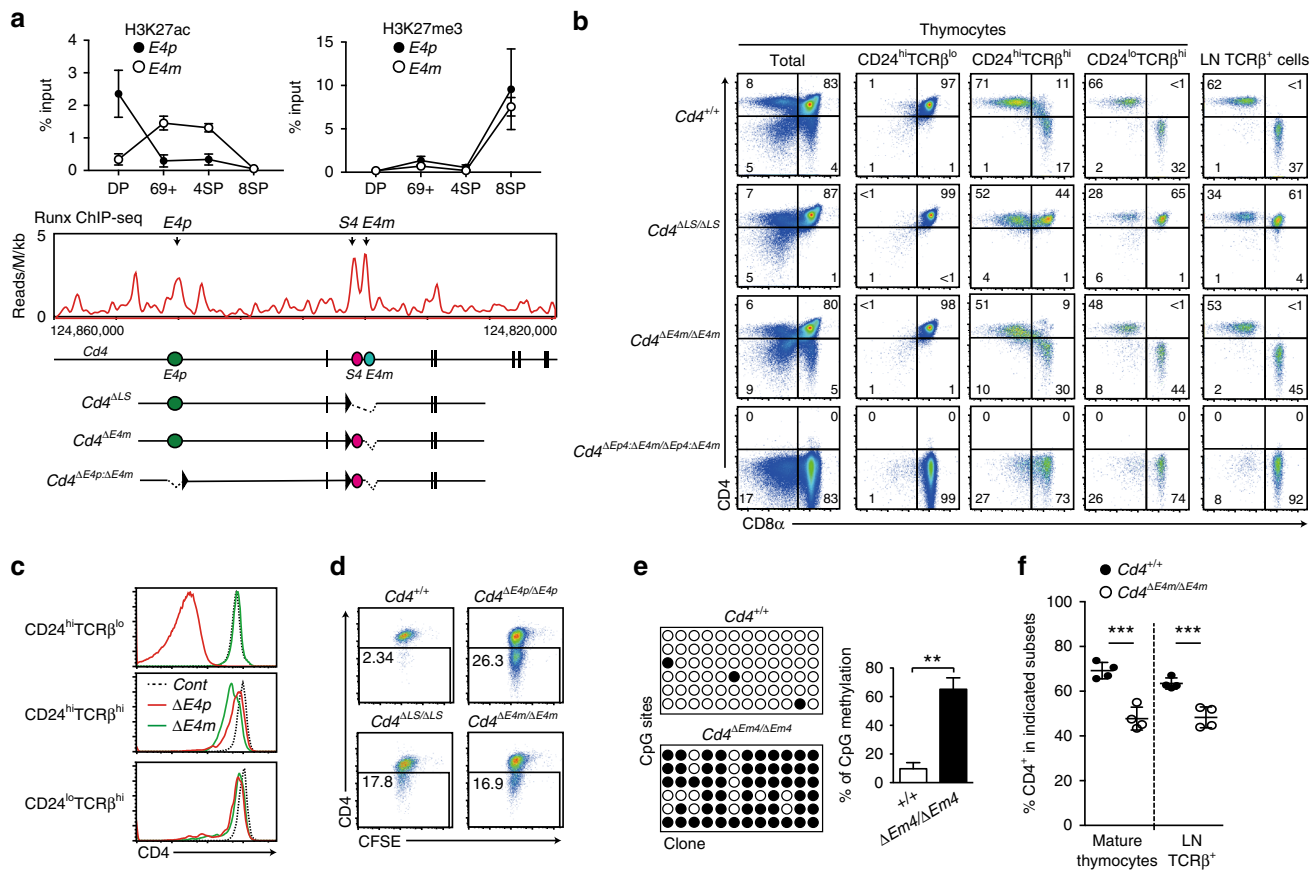 a
H3K27ac
E4p
E4m
% input
4
3
2
1
0
DP 69+ 4SP 8SP
H3K27me3
E4p
E4m
% input
15
10
5
0
DP 69+ 4SP 8SP
Runx ChIP-seq
E4p S4 E4m
Reads/M/kb
5
0
124,860,000 124,820,000
Cd4
E4p S4 E4m
Cd4ΔLS
Cd4ΔE4m
Cd4ΔE4p:ΔE4m
b
Thymocytes
Total CD24hiTCRβlo CD24hiTCRβhi CD24loTCRβhi LN TCRβ+ cells
Cd4+/+
8 83 1 97 71 11 66 <1 62 <1
5 4 1 1 1 17 2 32 1 37
Cd4ΔLS/ΔLS
7 87 <1 99 52 44 28 65 34 61
5 1 1 <1 4 1 6 1 1 4
Cd4ΔE4m/ΔE4m
6 80 <1 98 51 9 48 <1 53 <1
9 5 1 1 10 30 8 44 2 45
Cd4ΔEp4:ΔE4m/ΔEp4:ΔE4m
0 0 0 0 0 0 0 0 0 0
17 83 1 99 27 73 26 74 8 92
CD4
CD8α
c
CD24hiTCRβlo
CD24hiTCRβhi
Cont
ΔE4p
ΔE4m
CD24loTCRβhi
CD4
d
Cd4+/+ Cd4ΔE4p/ΔE4p
2.34 26.3
Cd4ΔLS/ΔLS Cd4ΔE4m/ΔE4m
17.8 16.9
CD4
CFSE
e
Cd4+/+
CpG sites
Cd4ΔEm4/ΔEm4
Clone
% of CpG methylation
80
60
40
20
0
**
+/+ ΔEm4/ΔEm4
f
Cd4+/+
Cd4ΔE4m/ΔE4m
% CD4+ in indicated subsets
100
80
60
40
20
0
*** ***
Mature thymocytes
LN TCRβ+